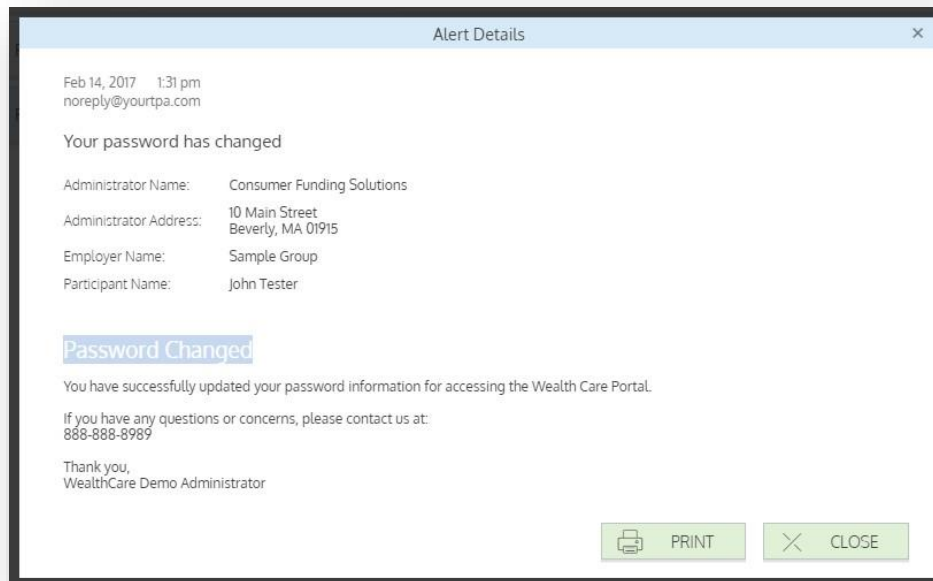 Alert Details
Feb 14, 2017 1:31 pm
noreply@yourtpa.com
Your password has changed
Administrator Name: Consumer Funding Solutions
Administrator Address: 10 Main Street
Beverly, MA 01915
Employer Name: Sample Group
Participant Name: John Tester
Password Changed
You have successfully updated your password information for accessing the Wealth Care Portal.
If you have any questions or concerns, please contact us at:
888-888-8989
Thank you,
WealthCare Demo Administrator
PRINT CLOSE